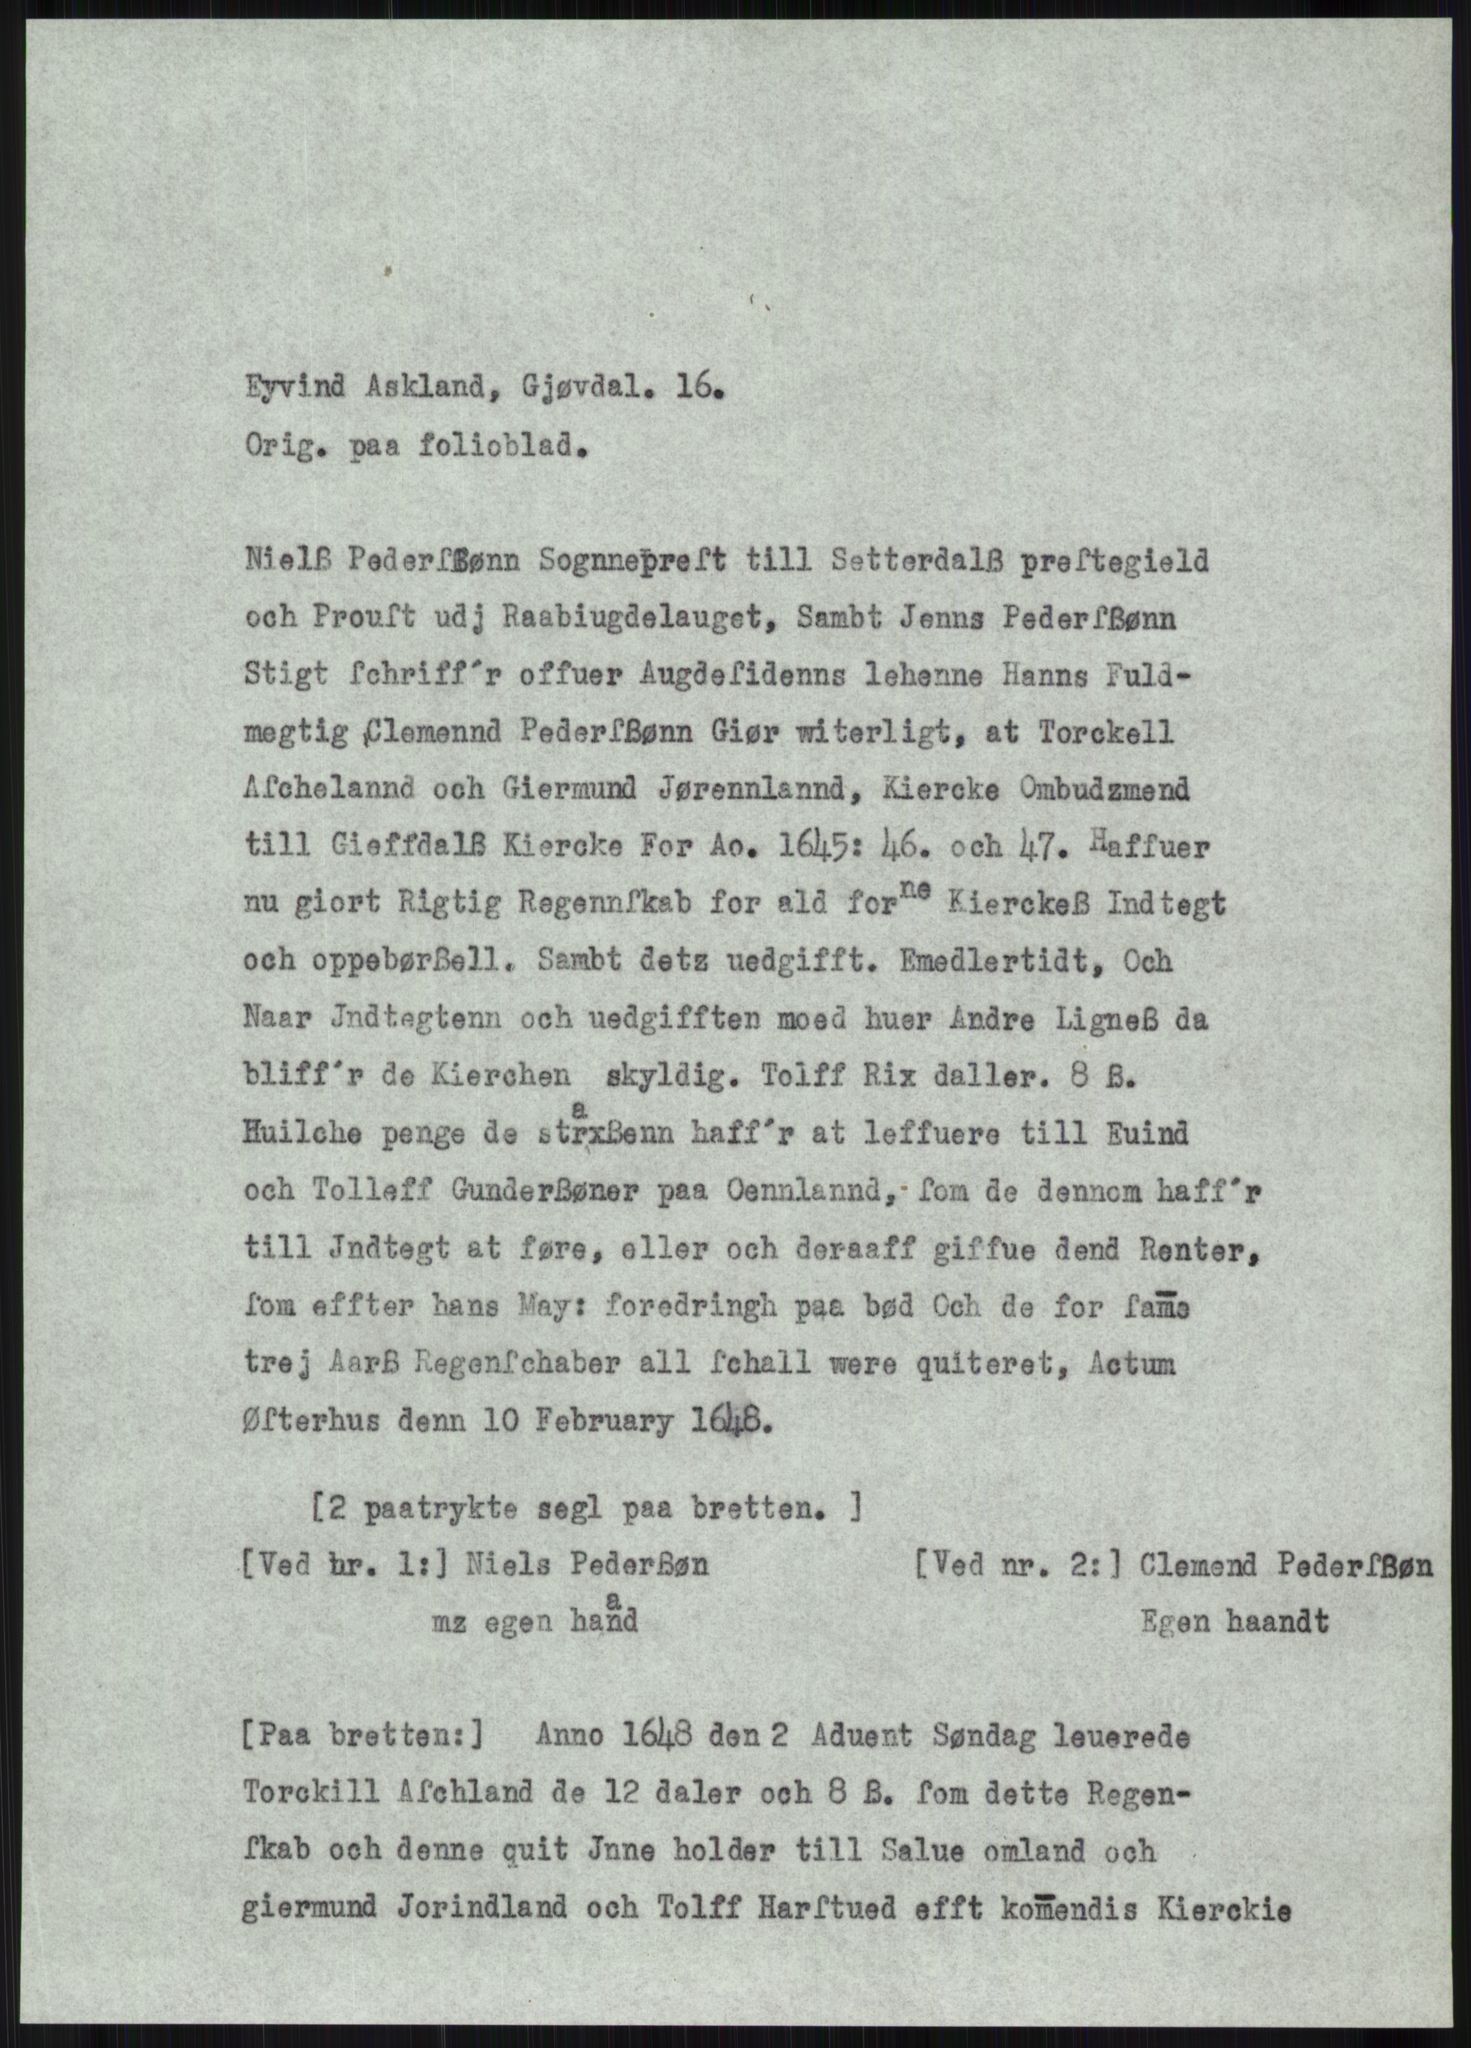 Eyvind Askland, Gjøvdal. 16.
Orig. paa folioblad.
Nielß Pederſßønn Sognneprest till Setterdalß preſtegield
och Prouſt udj Raabiugdelauget, Sambt Jenns Pederſßønn
Stigt ſchriff'r offuer Augdeſidenns lehenne Hanns Fuld-
megtig Clemennd Pederſßønn Giør witerligt, at Torckell
Aſchelannd och Giermund Jørennlannd, Kiercke Ombudzmend
till Gieffdalß Kiercke For Ao. 1645: 46. och 47. Haffuer
nu giort Rigtig Regennſkab for ald forne Kierckeß Indtegt
och oppebørßell. Sambt detz uedgifft. Emedlertidt, Och
Naar Jndtegtenn och uedgifften moed huer Andre Ligneß da
bliff'r de Kierchen skyldig. Tolff Rix daller. 8 ß.
Huilche penge de straxßenn haff'r at leffuere till Euind
och Tolleff Gunderßøner paa Oennlannd, ſom de dennom haff'r
till Jndtegt at føre, eller och deraaff giffue dend Renter,
ſom effter hans May: foredringh paa bød Och de for ſam̅e
trej Aarß Regenſchaber all ſchall were quiteret, Actum
Øſterhus denn 10 February 1648.
[2 paatrykte segl paa bretten. ]
[Ved nr. 1:] Niels Pederßøn [Ved nr. 2:] Clemend Pederſßøn
mz egen haand Egen haandt
[Paa bretten:] Anno 1648 den 2 Aduent Søndag leuerede
Torckill Aſchland de 12 daler och 8 ß. ſom dette Regen-
ſkab och denne quit Jnne holder till Salue omland och
giermund Jorindland och Tolff Harſtued efft kom̅endis Kierckie